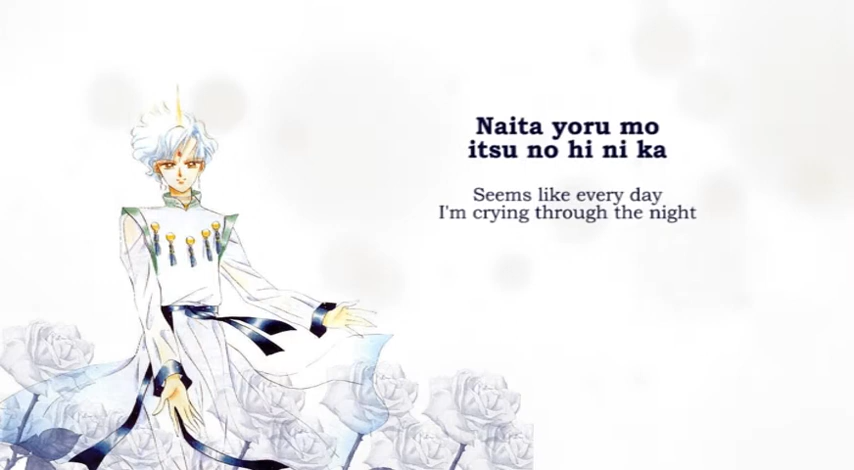 Naita yoru mo
itsu no hi ni ka
Seems like every day
I'm crying through the night